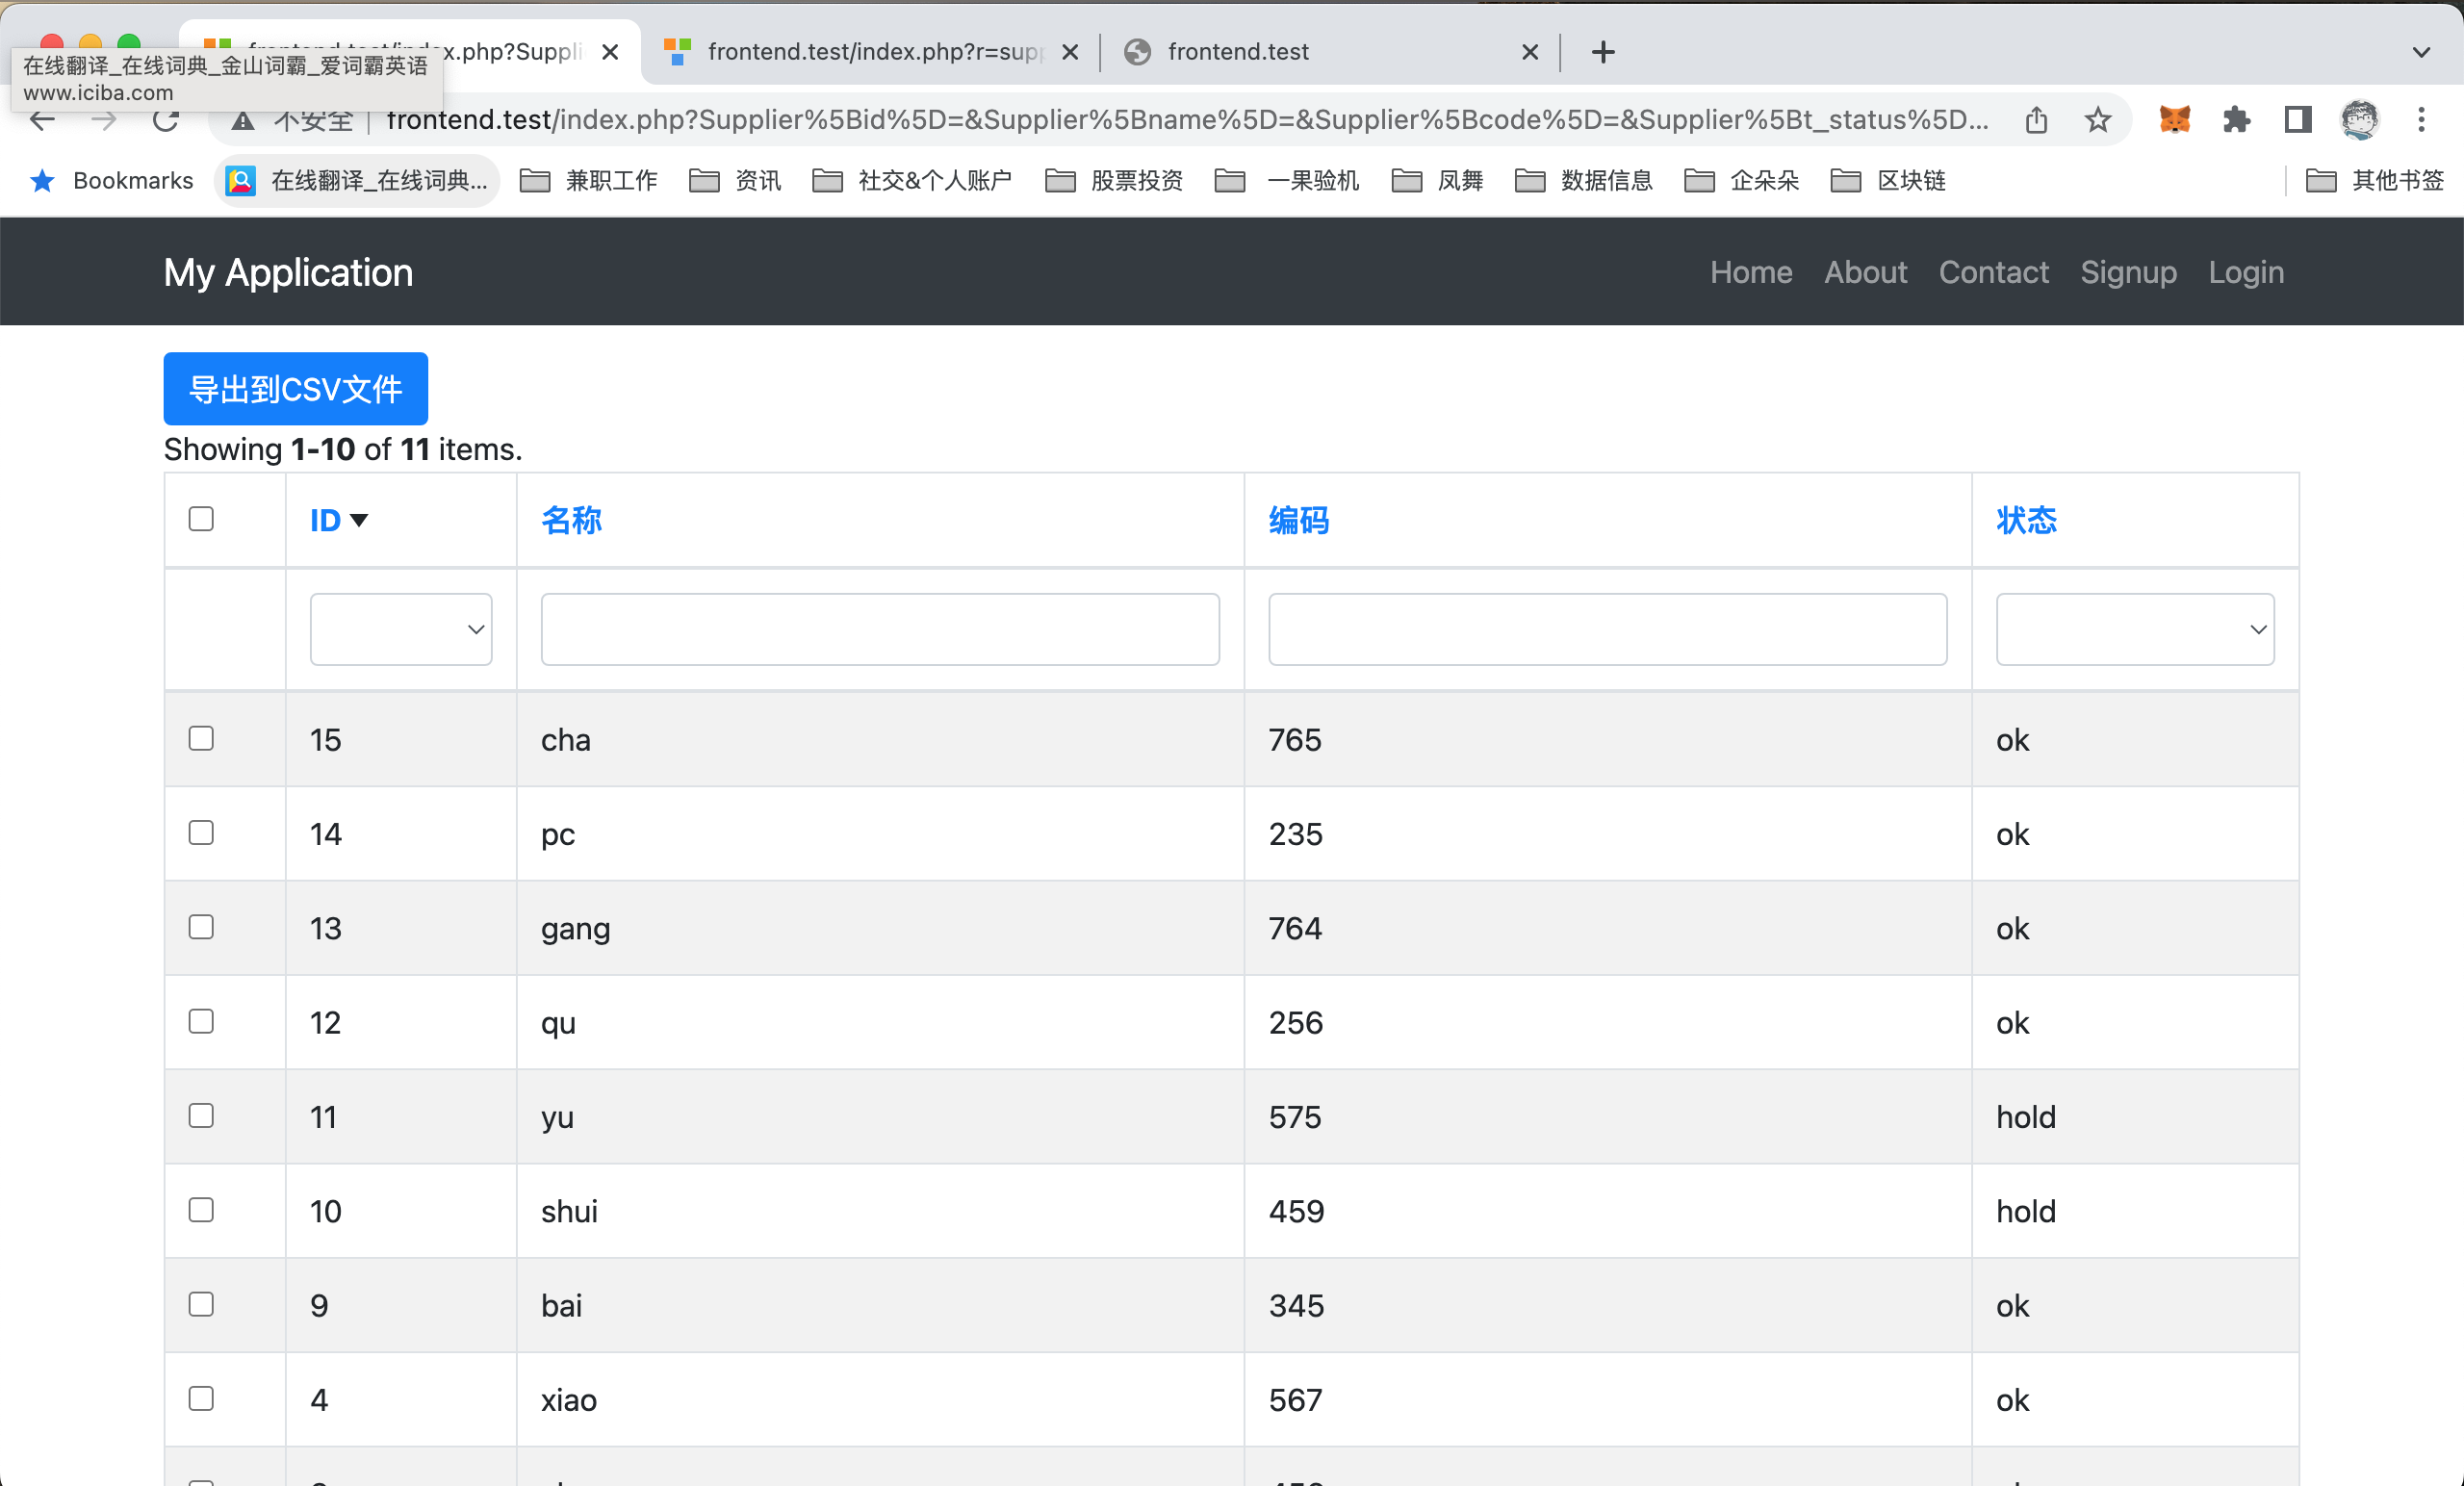 frontend.test/index.php?Suppli
frontend.test/index.php?r=supp
frontend.test
在线翻译_在线词典_金山词霸_爱词霸英语
www.iciba.com
不安全
frontend.test/index.php?Supplier%5Bid%5D=&Supplier%5Bname%5D=&Supplier%5Bcode%5D=&Supplier%5Bt_status%5D...
Bookmarks 在线翻译_在线词典... 兼职工作 资讯 社交&个人账户 股票投资 一果验机 凤舞 数据信息 企朵朵 区块链 其他书签
My Application Home About Contact Signup Login
导出到CSV文件
Showing 1-10 of 11 items.
ID 名称 编码 状态
15 cha 765 ok
14 pc 235 ok
13 gang 764 ok
12 qu 256 ok
11 yu 575 hold
10 shui 459 hold
9 bai 345 ok
4 xiao 567 ok